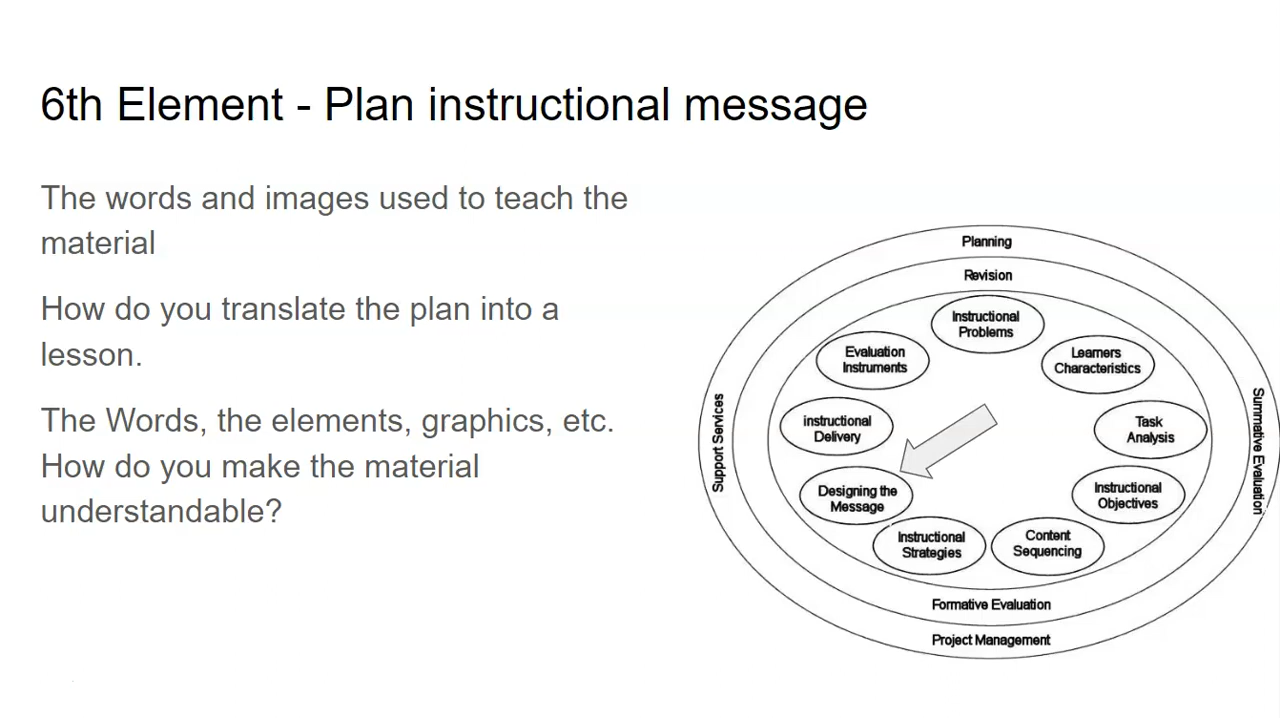 6th Element - Plan instructional message
The words and images used to teach the
material
How do you translate the plan into a
lesson.
The Words, the elements, graphics, etc.
How do you make the material
understandable?
Planning
Revision
Instructional
Problems
Evaluation
Instruments
Learners
Characteristics
instructional
Delivery
Task
Analysis
Support Services
Summative Evaluation
Designing the
Message
Instructional
Objectives
Instructional
Strategies
Content
Sequencing
Formative Evaluation
Project Management